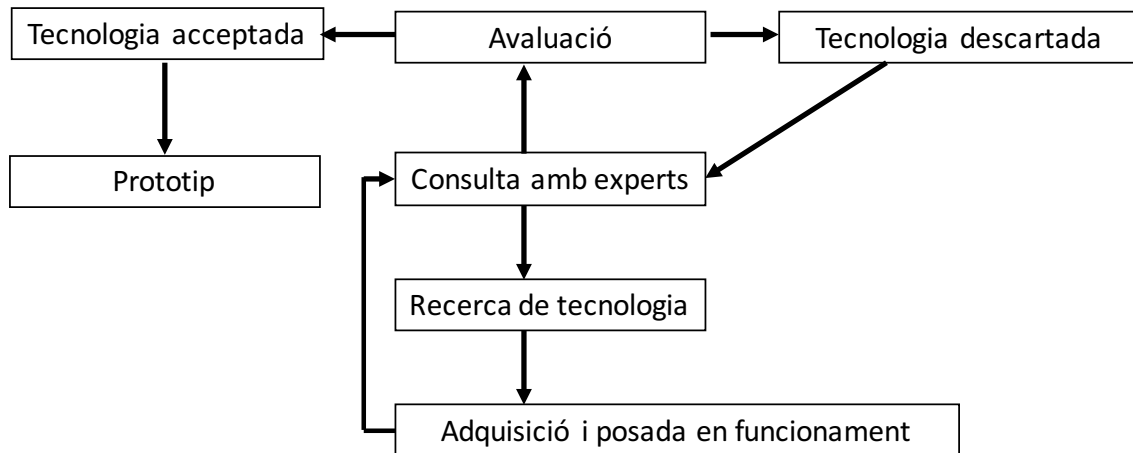 Tecnologia acceptada
Avaluació
Tecnologia descartada
Prototip
Consulta amb experts
Recerca de tecnologia
Adquisició i posada en funcionament